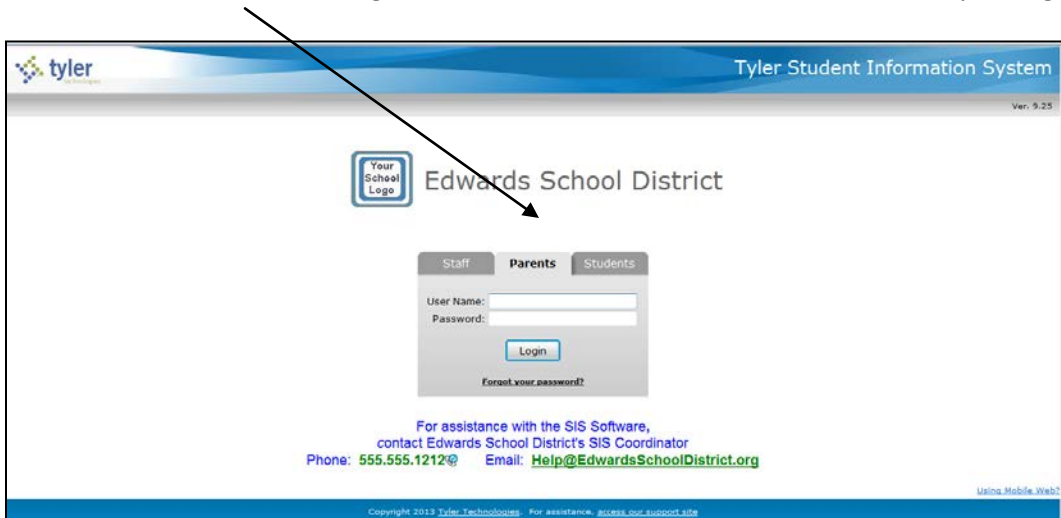 tyler
technologies
Tyler Student Information System
Ver. 9.25
Your
School
Logo
Edwards School District
Staff Parents Students
User Name:
Password:
Login
Forgot your password?
For assistance with the SIS Software,
contact Edwards School District's SIS Coordinator
Phone: 555.555.1212 Email: Help@EdwardsSchoolDistrict.org
Using Mobile Web?
Copyright 2013 Tyler Technologies. For assistance, access our support site